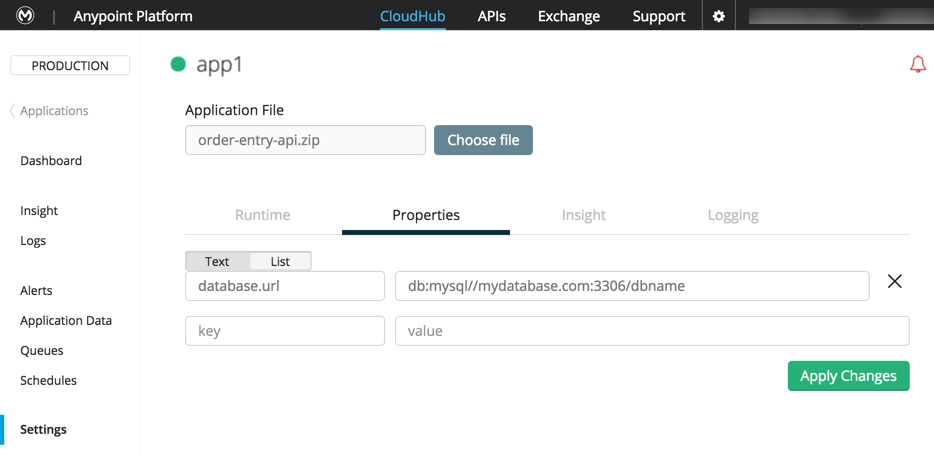 Anypoint Platform CloudHub APIs Exchange Support
PRODUCTION
app1
Applications
Application File
order-entry-api.zip Choose file
Dashboard
Insight
Logs
Runtime Properties Insight Logging
Text List
database.url db:mysql//mydatabase.com:3306/dbname
Alerts
Application Data
key value
Queues
Schedules
Apply Changes
Settings